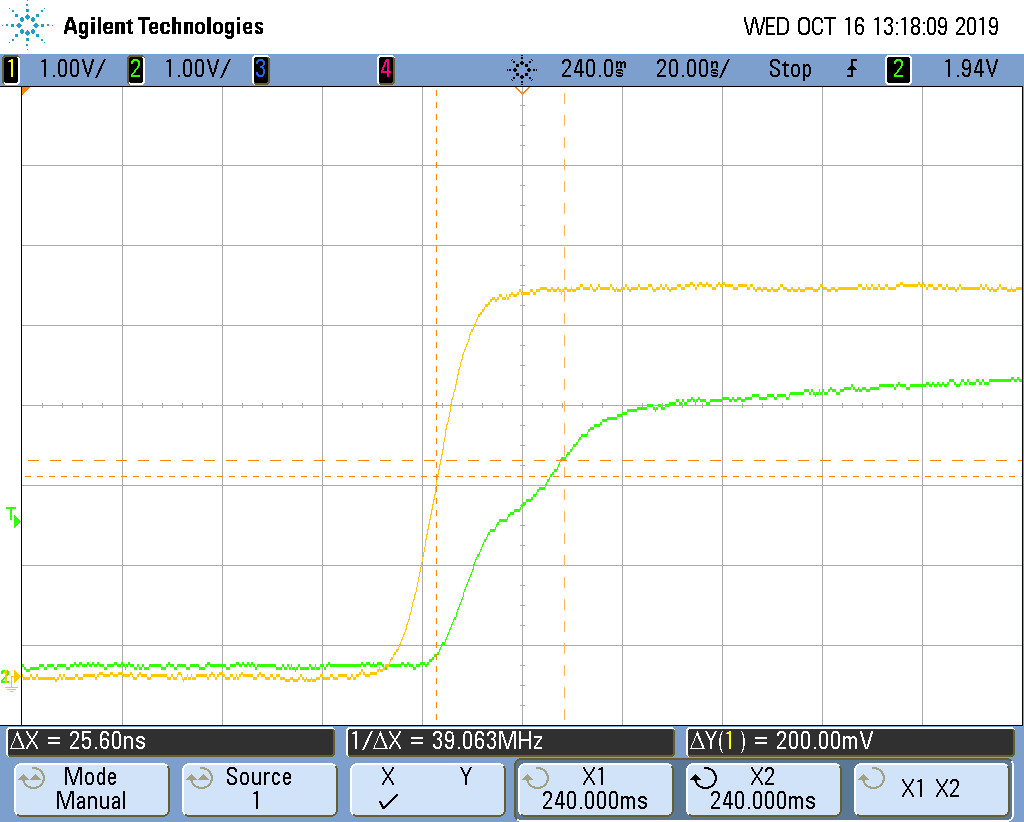 Agilent Technologies WED OCT 16 13:18:09 2019
1 1.00V/ 2 1.00V/ 3 4 240.0ms 20.00ns/ Stop 2 1.94V
T
2
ΔX = 25.60ns 1/ΔX = 39.063MHz ΔY(1) = 200.00mV
Mode Source X Y X1 X2 X1 X2
Manual 1 240.000ms 240.000ms